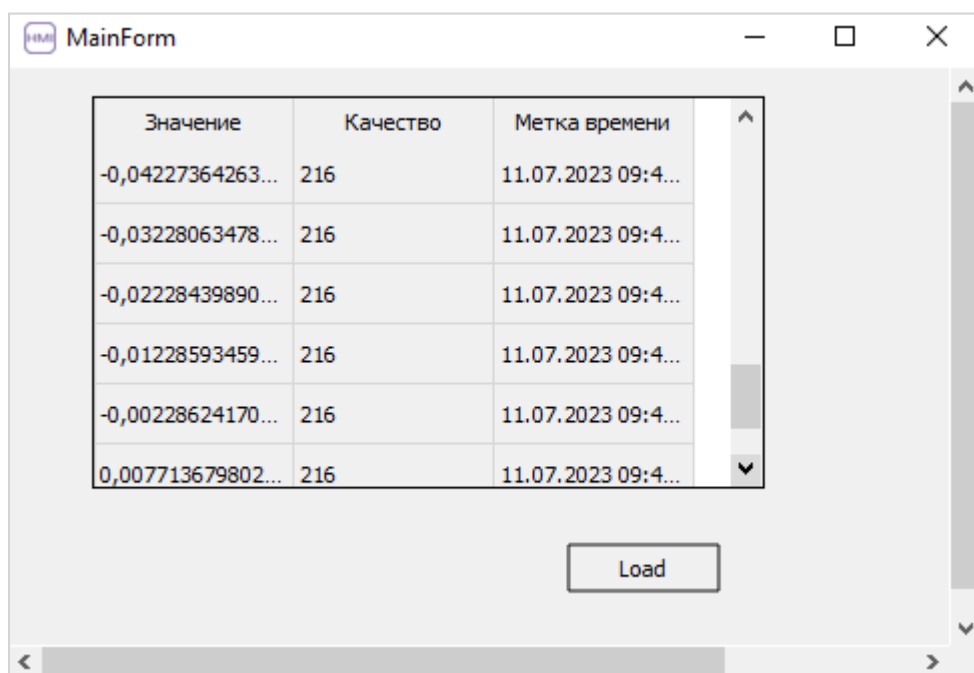 HMI MainForm
Значение Качество Метка времени
-0,04227364263... 216 11.07.2023 09:4...
-0,03228063478... 216 11.07.2023 09:4...
-0,02228439890... 216 11.07.2023 09:4...
-0,01228593459... 216 11.07.2023 09:4...
-0,00228624170... 216 11.07.2023 09:4...
0,007713679802... 216 11.07.2023 09:4...
Load